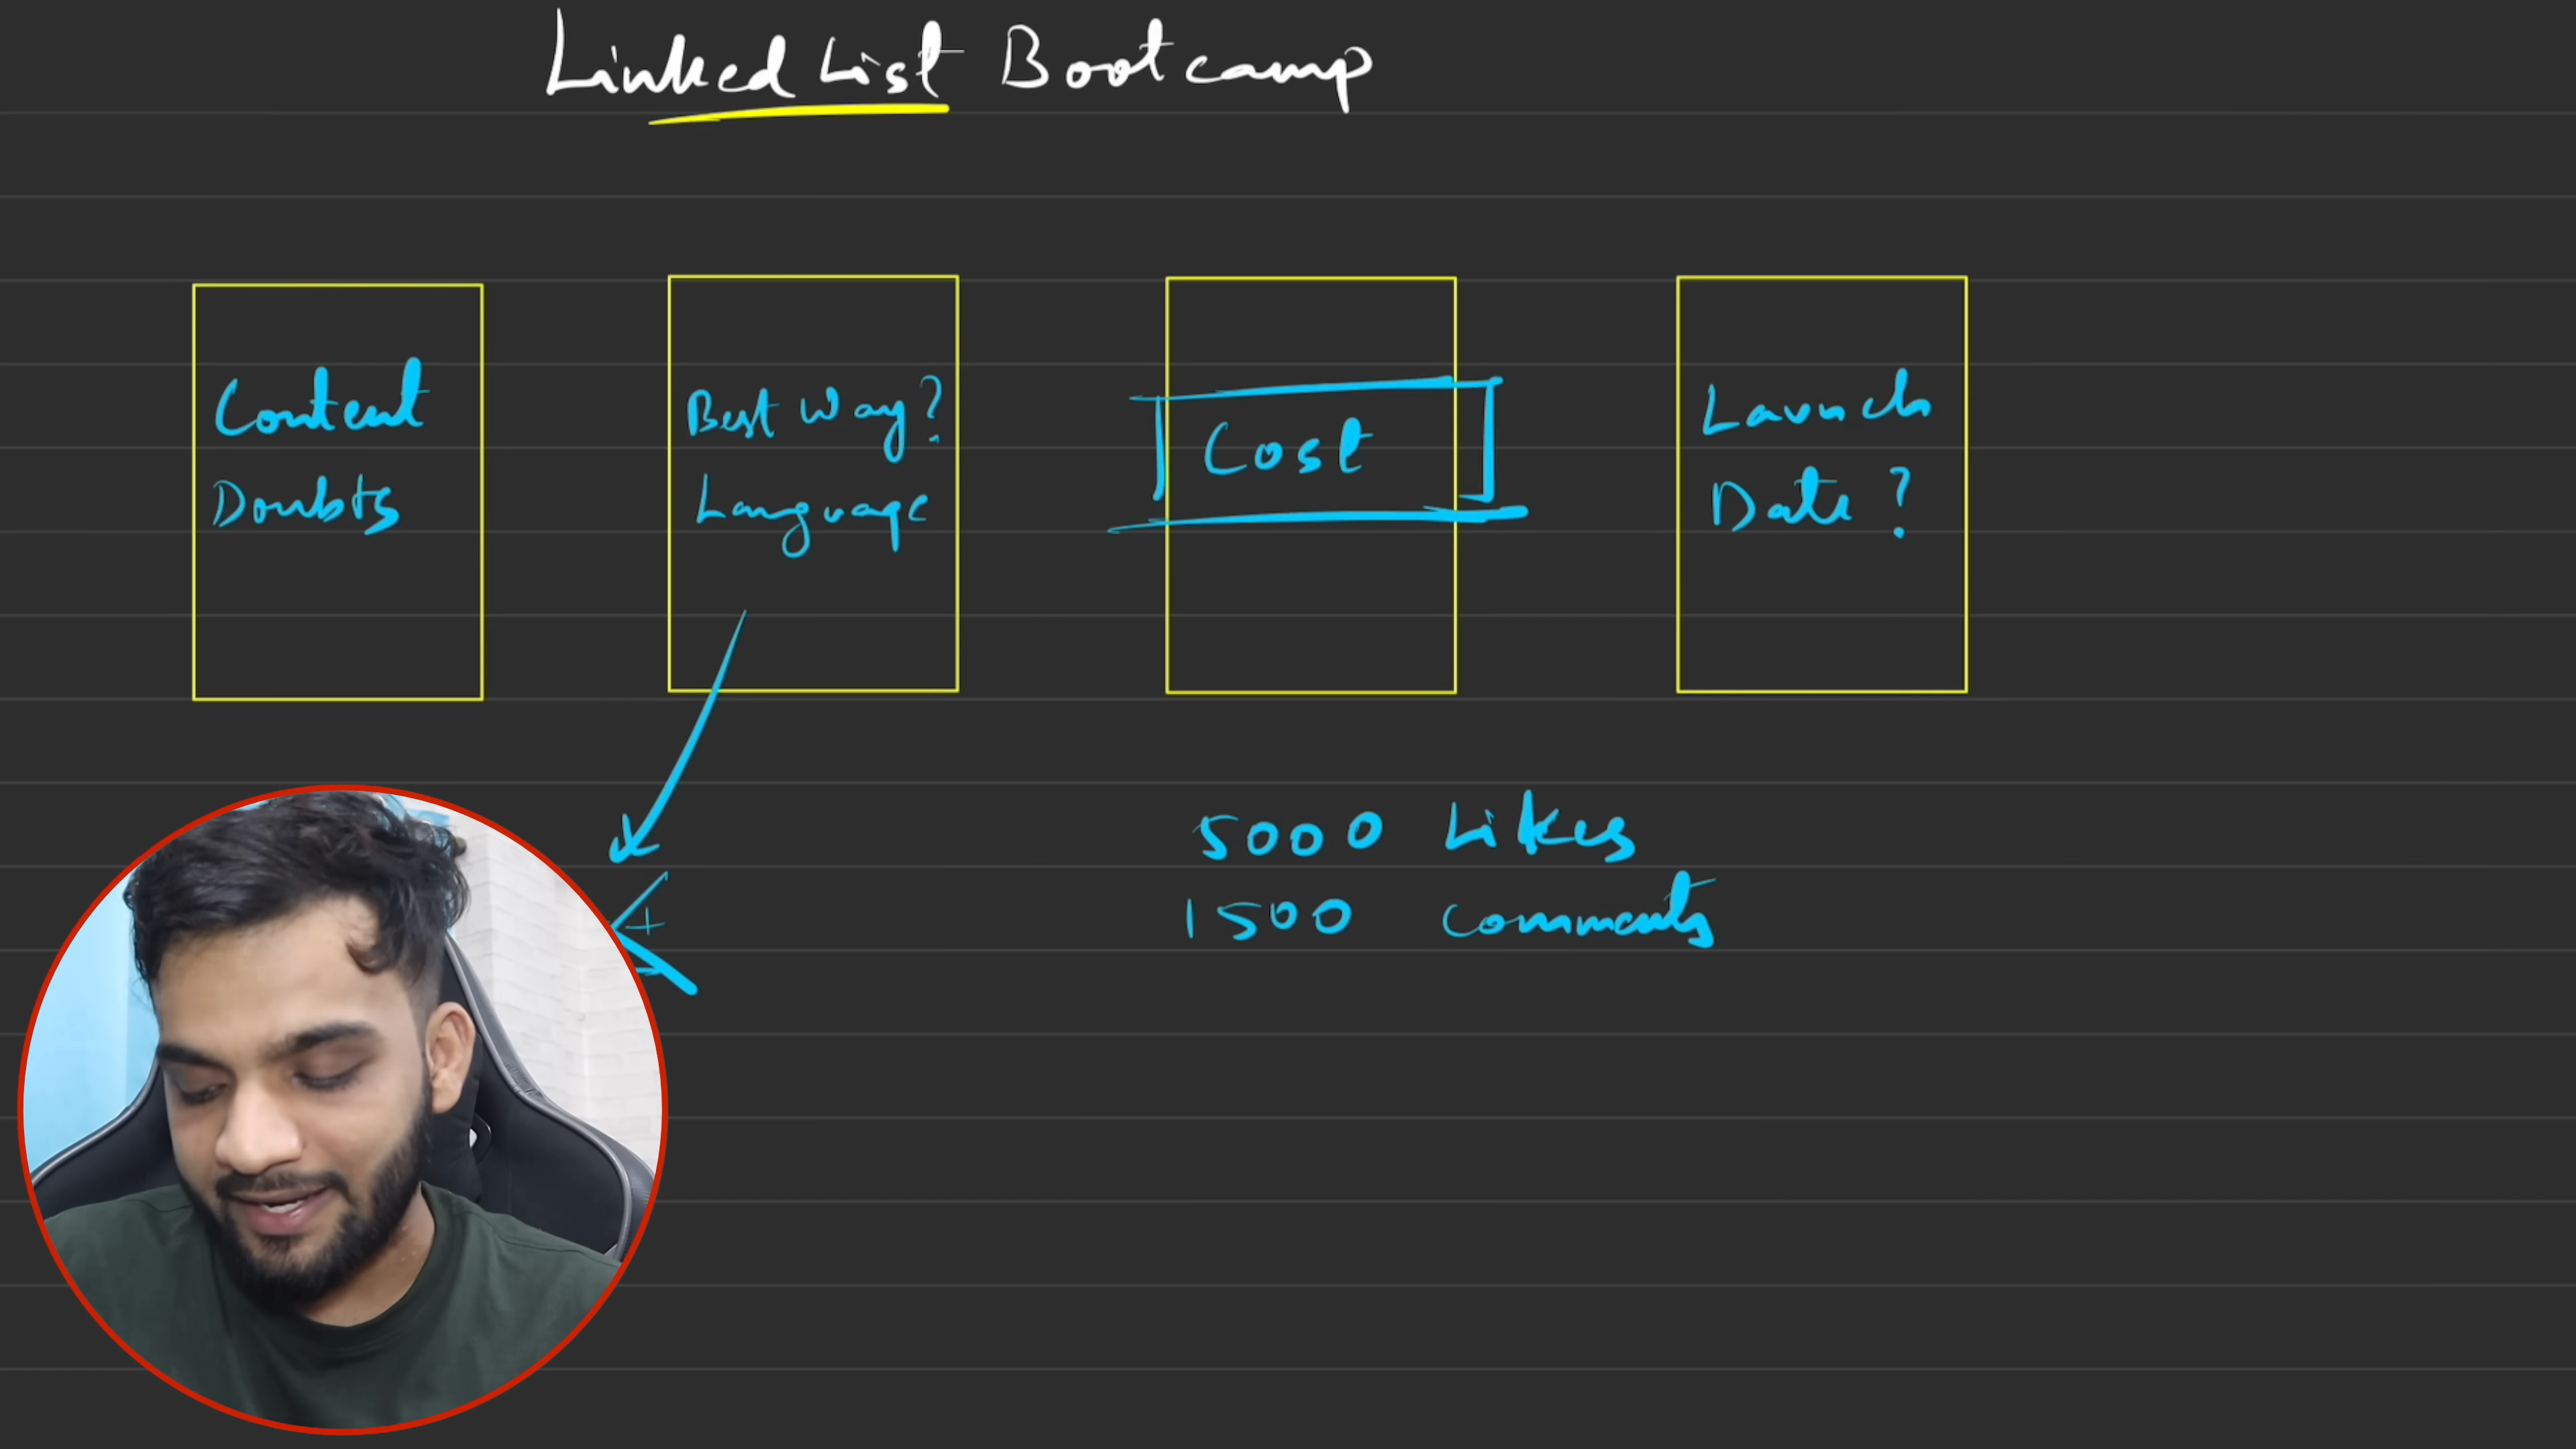 Linked List Bootcamp
Content
Doubts
Best Way?
Language
Cost
Launch
Date ?
5000 Likes
1500 Comments